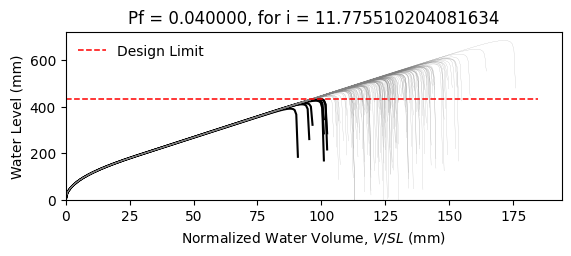 Pf = 0.040000, for i = 11.775510204081634
Design Limit
Water Level (mm)
600
400
200
0
0 25 50 75 100 125 150 175
Normalized Water Volume, V/SL (mm)